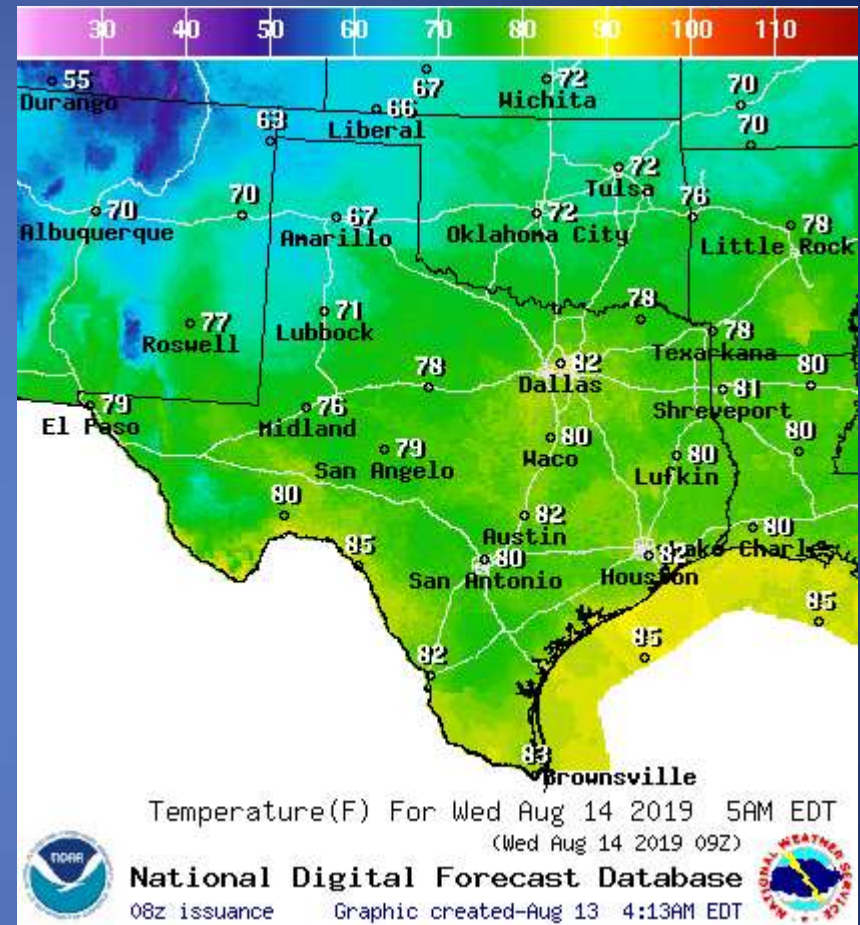 30 40 50 60 70 80 90 100 110
55
Durango
67
72
Wichita
70
66
Liberal
63
70
72
Tulsa
70
Albuquerque
70
67
Amarillo
72
Oklahoma City
76
78
Little Rock
77
Roswell
71
Lubbock
78
78
Texarkana
78
82
Dallas
81
Shreveport
80
79
El Paso
76
Midland
79
San Angelo
80
Waco
80
Lufkin
80
80
82
Austin
80
Lake Charl
85
80
San Antonio
82
Houston
85
85
82
83
Brownsville
Temperature(F) For Wed Aug 14 2019 5AM EDT
(Wed Aug 14 2019 09Z)
NOAA
National Digital Forecast Database
08z issuance Graphic created-Aug 13 4:13AM EDT
NATIONAL WEATHER SERVICE